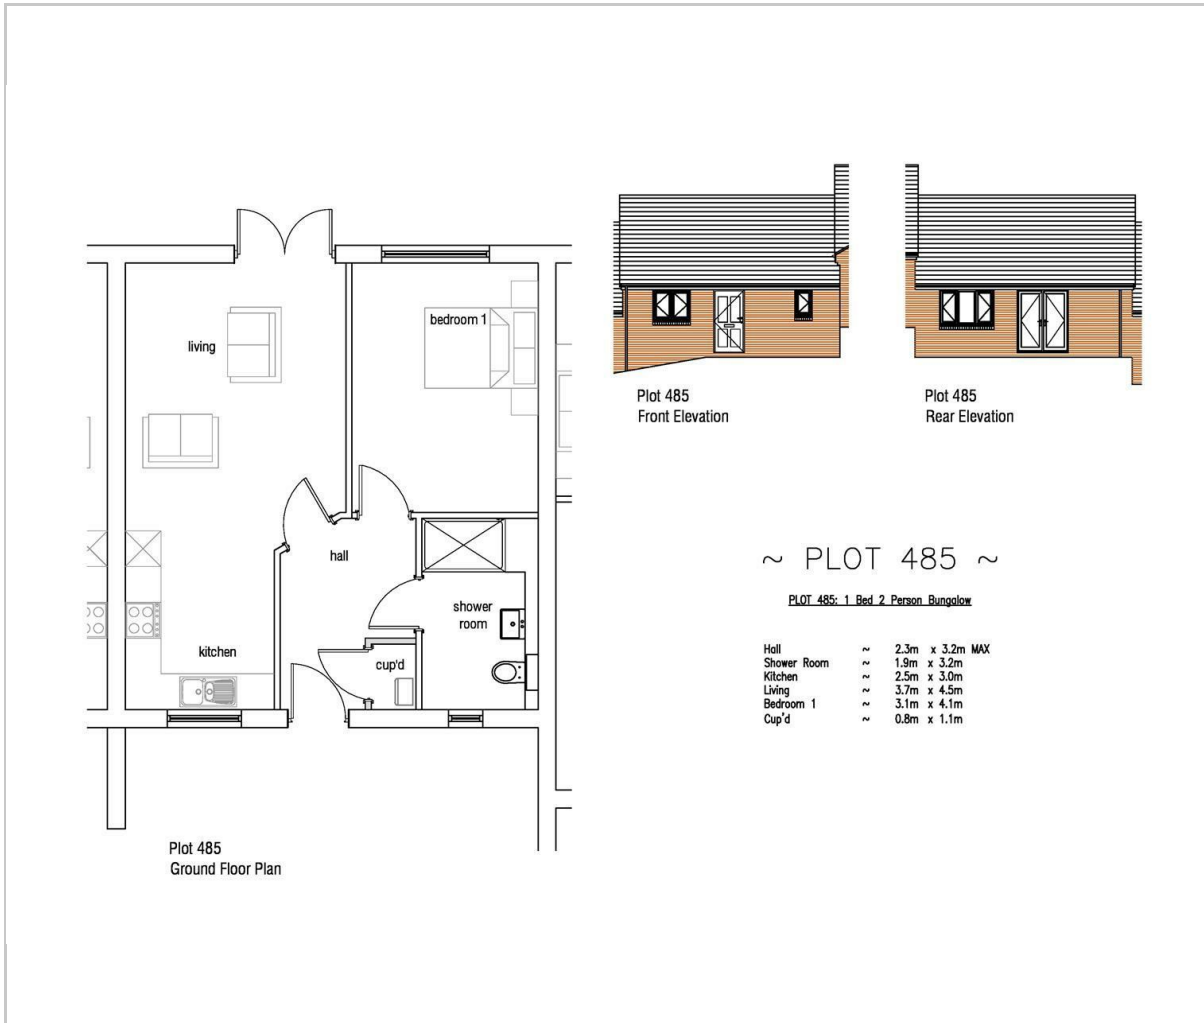 living
bedroom 1
hall
shower
room
kitchen
cup'd
Plot 485
Ground Floor Plan
Plot 485
Front Elevation
Plot 485
Rear Elevation
~ PLOT 485 ~
PLOT 485: 1 Bed 2 Person Bungalow
Hall ~ 2.3m x 3.2m MAX
Shower Room ~ 1.9m x 3.2m
Kitchen ~ 2.5m x 3.0m
Living ~ 3.7m x 4.5m
Bedroom 1 ~ 3.1m x 4.1m
Cup'd ~ 0.8m x 1.1m